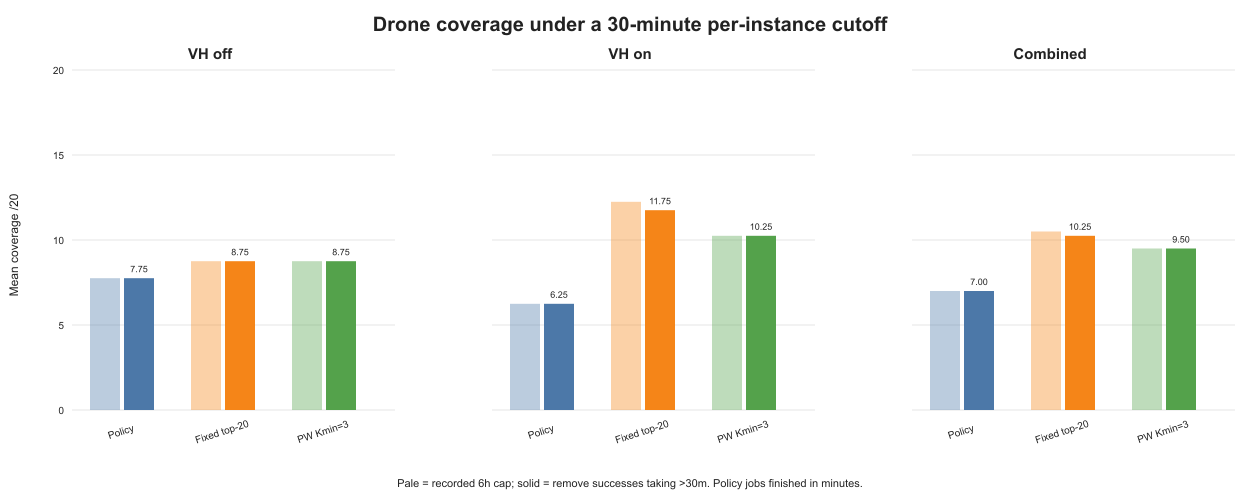 Drone coverage under a 30-minute per-instance cutoff
VH off
VH on
Combined
Mean coverage /20
20
15
10
5
0
7.75
8.75
8.75
6.25
11.75
10.25
7.00
10.25
9.50
Policy
Fixed top-20
PW Kmin=3
Policy
Fixed top-20
PW Kmin=3
Policy
Fixed top-20
PW Kmin=3
Pale = recorded 6h cap; solid = remove successes taking >30m. Policy jobs finished in minutes.